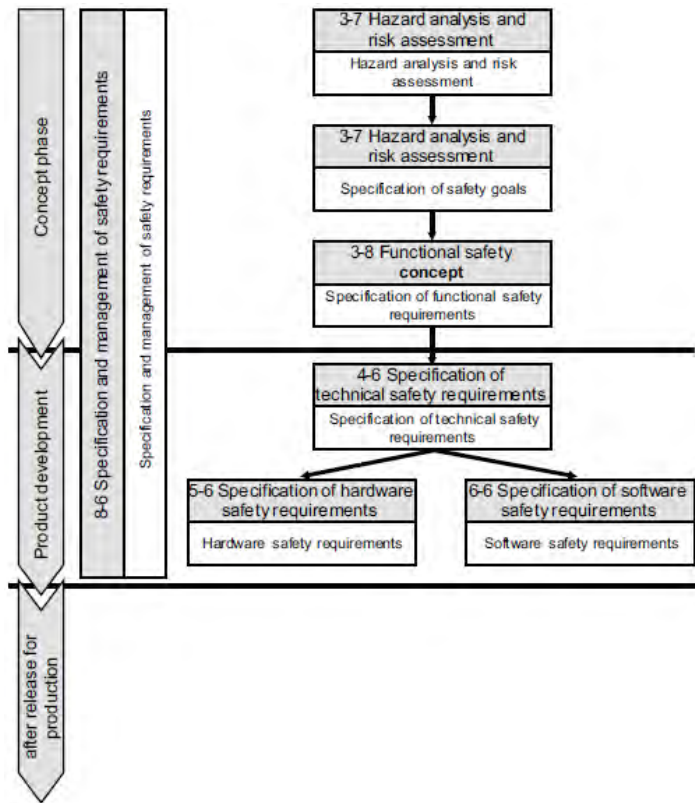 3-7 Hazard analysis and
risk assessment
Hazard analysis and risk
assessment
3-7 Hazard analysis and
risk assessment
Specification of safety goals
3-8 Functional safety
concept
Specification of functional safety
requirements
4-6 Specification of
technical safety requirements
Specification of technical safety
requirements
5-6 Specification of hardware
safety requirements
Hardware safety requirements
6-6 Specification of software
safety requirements
Software safety requirements
Concept phase
Product development
after release for
production
8-6 Specification and management of safety requirements
Specification and management of safety requirements